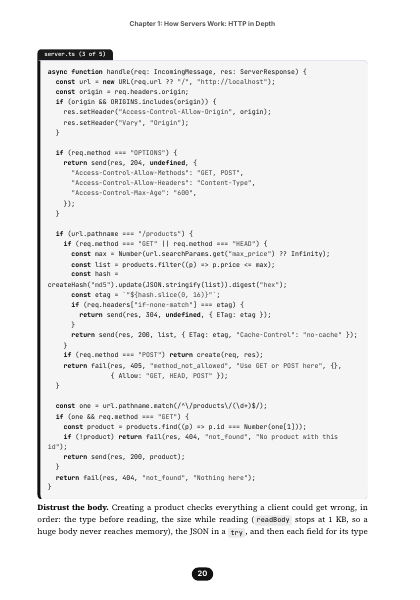 Chapter 1: How Servers Work: HTTP in Depth
server.ts (3 of 5)
async function handle(req: IncomingMessage, res: ServerResponse) {
const url = new URL(req.url ?? "/", "http://localhost");
const origin = req.headers.origin;
if (origin && ORIGINS.includes(origin)) {
res.setHeader("Access-Control-Allow-Origin", origin);
res.setHeader("Vary", "Origin");
}
if (req.method === "OPTIONS") {
return send(res, 204, undefined, {
"Access-Control-Allow-Methods": "GET, POST",
"Access-Control-Allow-Headers": "Content-Type",
"Access-Control-Max-Age": "600",
});
}
if (url.pathname === "/products") {
if (req.method === "GET" || req.method === "HEAD") {
const max = Number(url.searchParams.get("max_price") ?? Infinity);
const list = products.filter((p) => p.price <= max);
const hash =
createHash("md5").update(JSON.stringify(list)).digest("hex");
const etag = `"${hash.slice(0, 16)}"`;
if (req.headers["if-none-match"] === etag) {
return send(res, 304, undefined, { ETag: etag });
}
return send(res, 200, list, { ETag: etag, "Cache-Control": "no-cache" });
}
if (req.method === "POST") return create(req, res);
return fail(res, 405, "method_not_allowed", "Use GET or POST here", {},
{ Allow: "GET, HEAD, POST" });
}
const one = url.pathname.match(/^\/products\/(\d+)$/);
if (one && req.method === "GET") {
const product = products.find((p) => p.id === Number(one[1]));
if (!product) return fail(res, 404, "not_found", "No product with this
id");
return send(res, 200, product);
}
return fail(res, 404, "not_found", "Nothing here");
}
Distrust the body. Creating a product checks everything a client could get wrong, in
order: the type before reading, the size while reading (readBody stops at 1 KB, so a
huge body never reaches memory), the JSON in a try, and then each field for its type
20